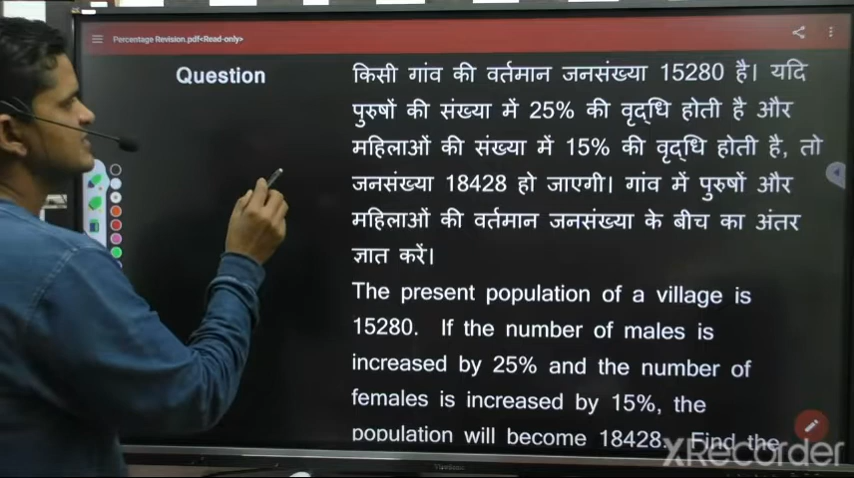 Percentage Revision.pdf<Read-only>
Question
किसी गांव की वर्तमान जनसंख्या 15280 है। यदि
पुरुषों की संख्या में 25% की वृद्धि होती है और
महिलाओं की संख्या में 15% की वृद्धि होती है, तो
जनसंख्या 18428 हो जाएगी। गांव में पुरुषों और
महिलाओं की वर्तमान जनसंख्या के बीच का अंतर
ज्ञात करें।
The present population of a village is
15280. If the number of males is
increased by 25% and the number of
females is increased by 15%, the
population will become 18428. Find the
XRecorder
ViewSonic